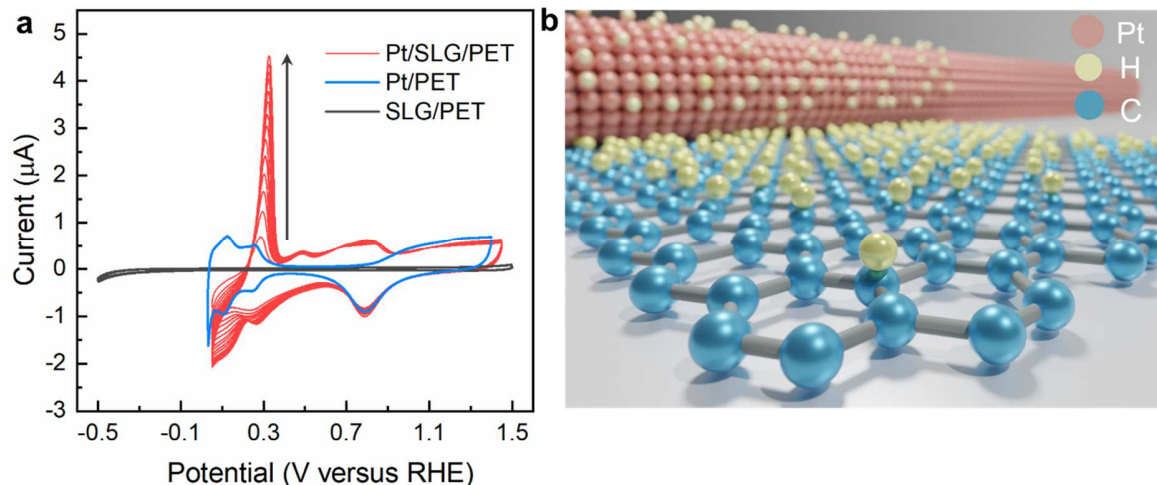 a
5
4
3
2
1
0
-1
-2
-3
Current (μA)
Pt/SLG/PET
Pt/PET
SLG/PET
-0.5
-0.1
0.3
0.7
1.1
1.5
Potential (V versus RHE)
b
Pt
H
C